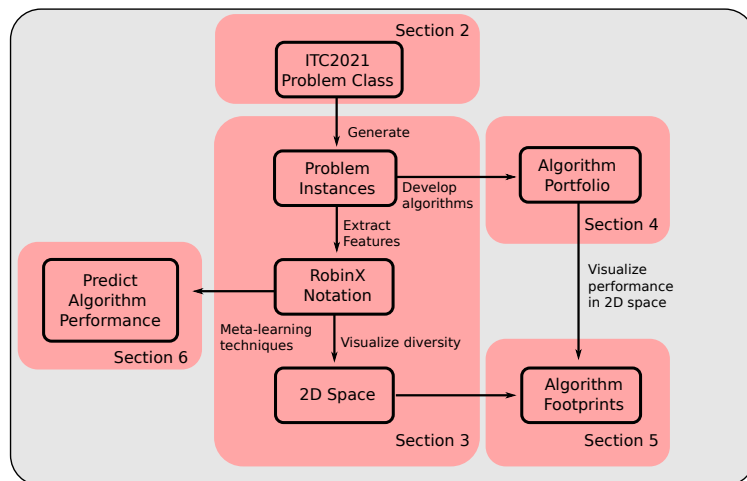 Section 2
ITC2021
Problem Class
Generate
Problem
Instances
Develop
algorithms
Algorithm
Portfolio
Section 4
Extract
Features
RobinX
Notation
Predict
Algorithm
Performance
Section 6
Meta-learning
techniques
Visualize diversity
Visualize
performance
in 2D space
2D Space
Section 3
Algorithm
Footprints
Section 5